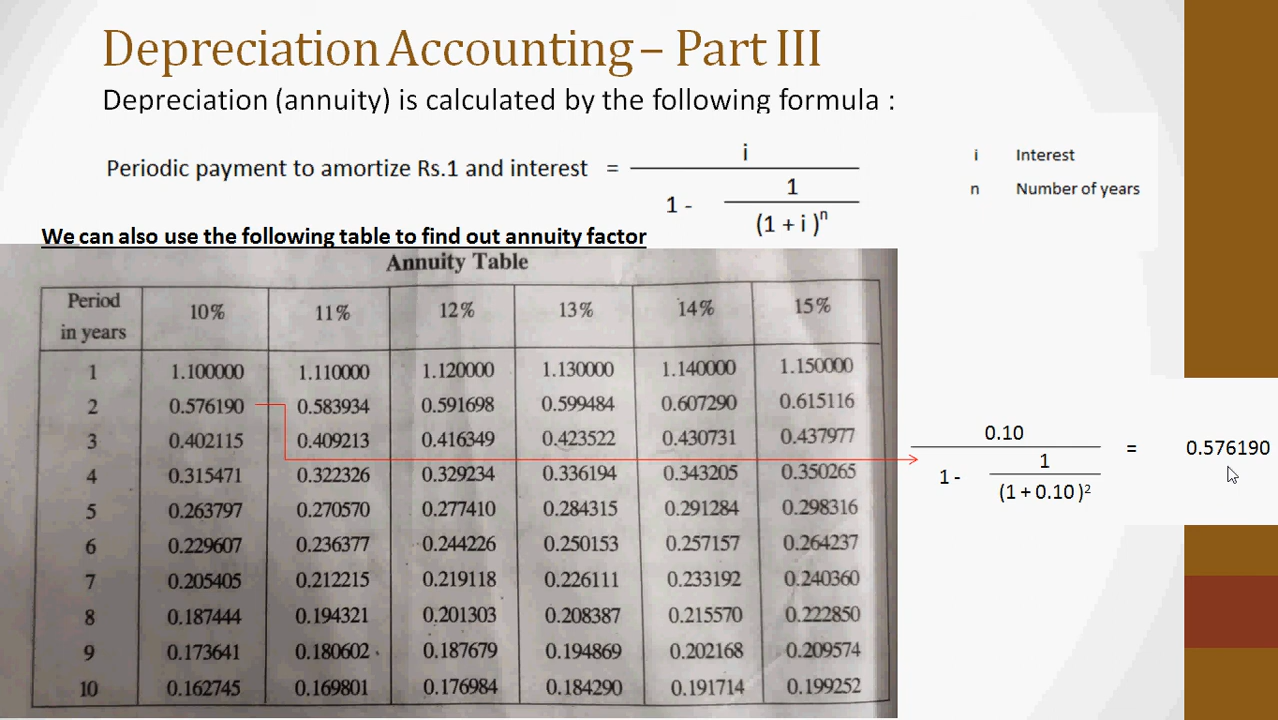 Depreciation Accounting – Part III
Depreciation (annuity) is calculated by the following formula :
Periodic payment to amortize Rs.1 and interest =
i
1 -
1
(1 + i )ⁿ
i Interest
n Number of years
We can also use the following table to find out annuity factor
Annuity Table
Period in years 10% 11% 12% 13% 14% 15%
1 1.100000 1.110000 1.120000 1.130000 1.140000 1.150000
2 0.576190 0.583934 0.591698 0.599484 0.607290 0.615116
3 0.402115 0.409213 0.416349 0.423522 0.430731 0.437977
4 0.315471 0.322326 0.329234 0.336194 0.343205 0.350265
5 0.263797 0.270570 0.277410 0.284315 0.291284 0.298316
6 0.229607 0.236377 0.244226 0.250153 0.257157 0.264237
7 0.205405 0.212215 0.219118 0.226111 0.233192 0.240360
8 0.187444 0.194321 0.201303 0.208387 0.215570 0.222850
9 0.173641 0.180602 0.187679 0.194869 0.202168 0.209574
10 0.162745 0.169801 0.176984 0.184290 0.191714 0.199252
0.10
1 -
1
(1 + 0.10 )²
= 0.576190